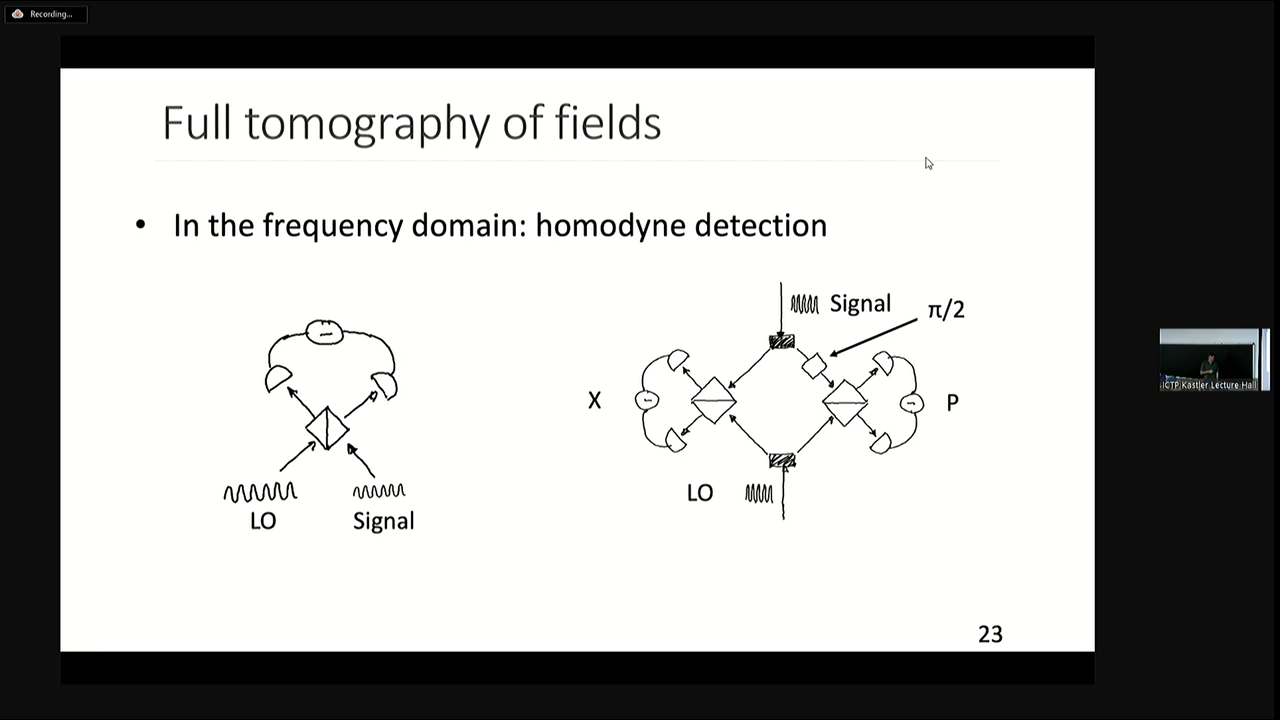 Recording...
Full tomography of fields
• In the frequency domain: homodyne detection
Signal
π/2
X
P
LO
LO
Signal
23
ICTP, Kastler Lecture Hall